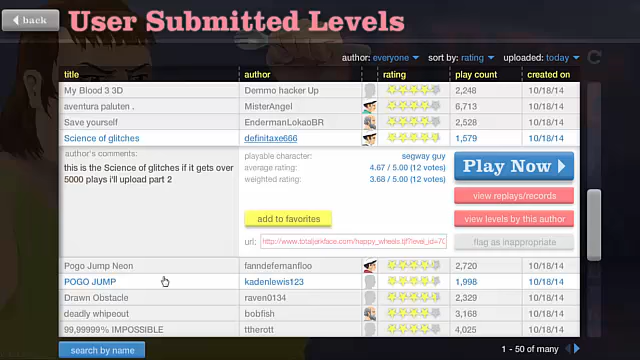 back
User Submitted Levels
author: everyone sort by: rating uploaded: today
title author rating play count created on
My Blood 3 3D Demmo hacker Up 2,248 10/18/14
aventura paluten . MisterAngel 6,713 10/18/14
Save yourself EndermanLokaoBR 2,528 10/18/14
Science of glitches definitaxe666 1,579 10/18/14
author's comments:
this is the Science of glitches if it gets over
5000 plays i'll upload part 2
playable character: segway guy
average rating: 4.67 / 5.00 (12 votes)
weighted rating: 3.68 / 5.00 (12 votes)
add to favorites
url: http://www.totaljerkface.com/happy_wheels.tjf?level_id=70
Play Now
view replays/records
view levels by this author
flag as inappropriate
Pogo Jump Neon fanndefernanfloo 2,720 10/18/14
POGO JUMP kadenlewis123 1,998 10/18/14
Drawn Obstacle raven0134 2,329 10/18/14
deadly whipeout bobfish 3,168 10/18/14
99,99999% IMPOSSIBLE ttherott 4,025 10/18/14
search by name
1 - 50 of many